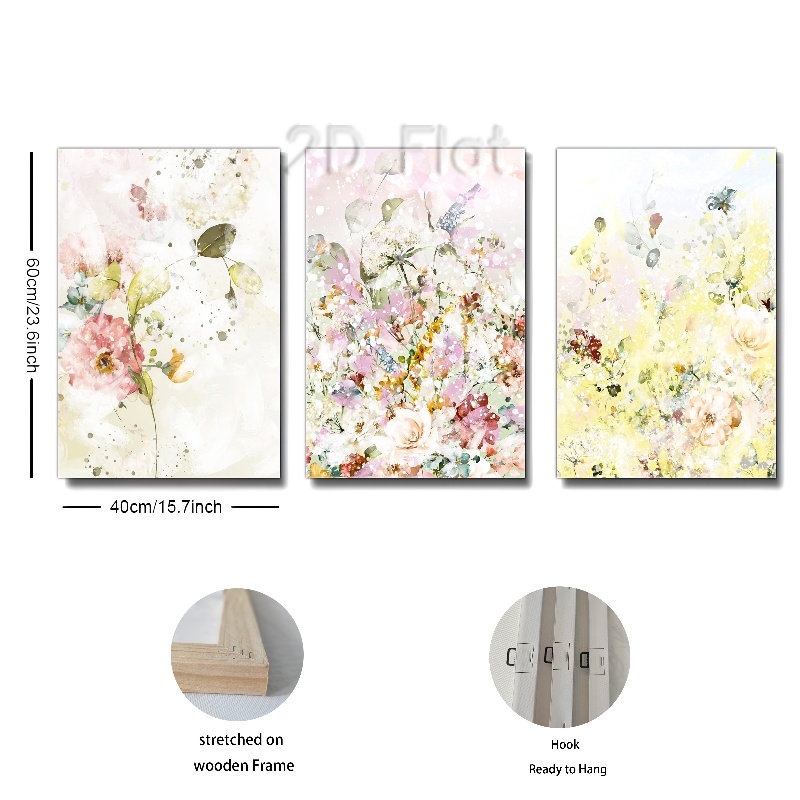 2D Flat
60cm/23.6inch
40cm/15.7inch
stretched on
wooden Frame
Hook
Ready to Hang